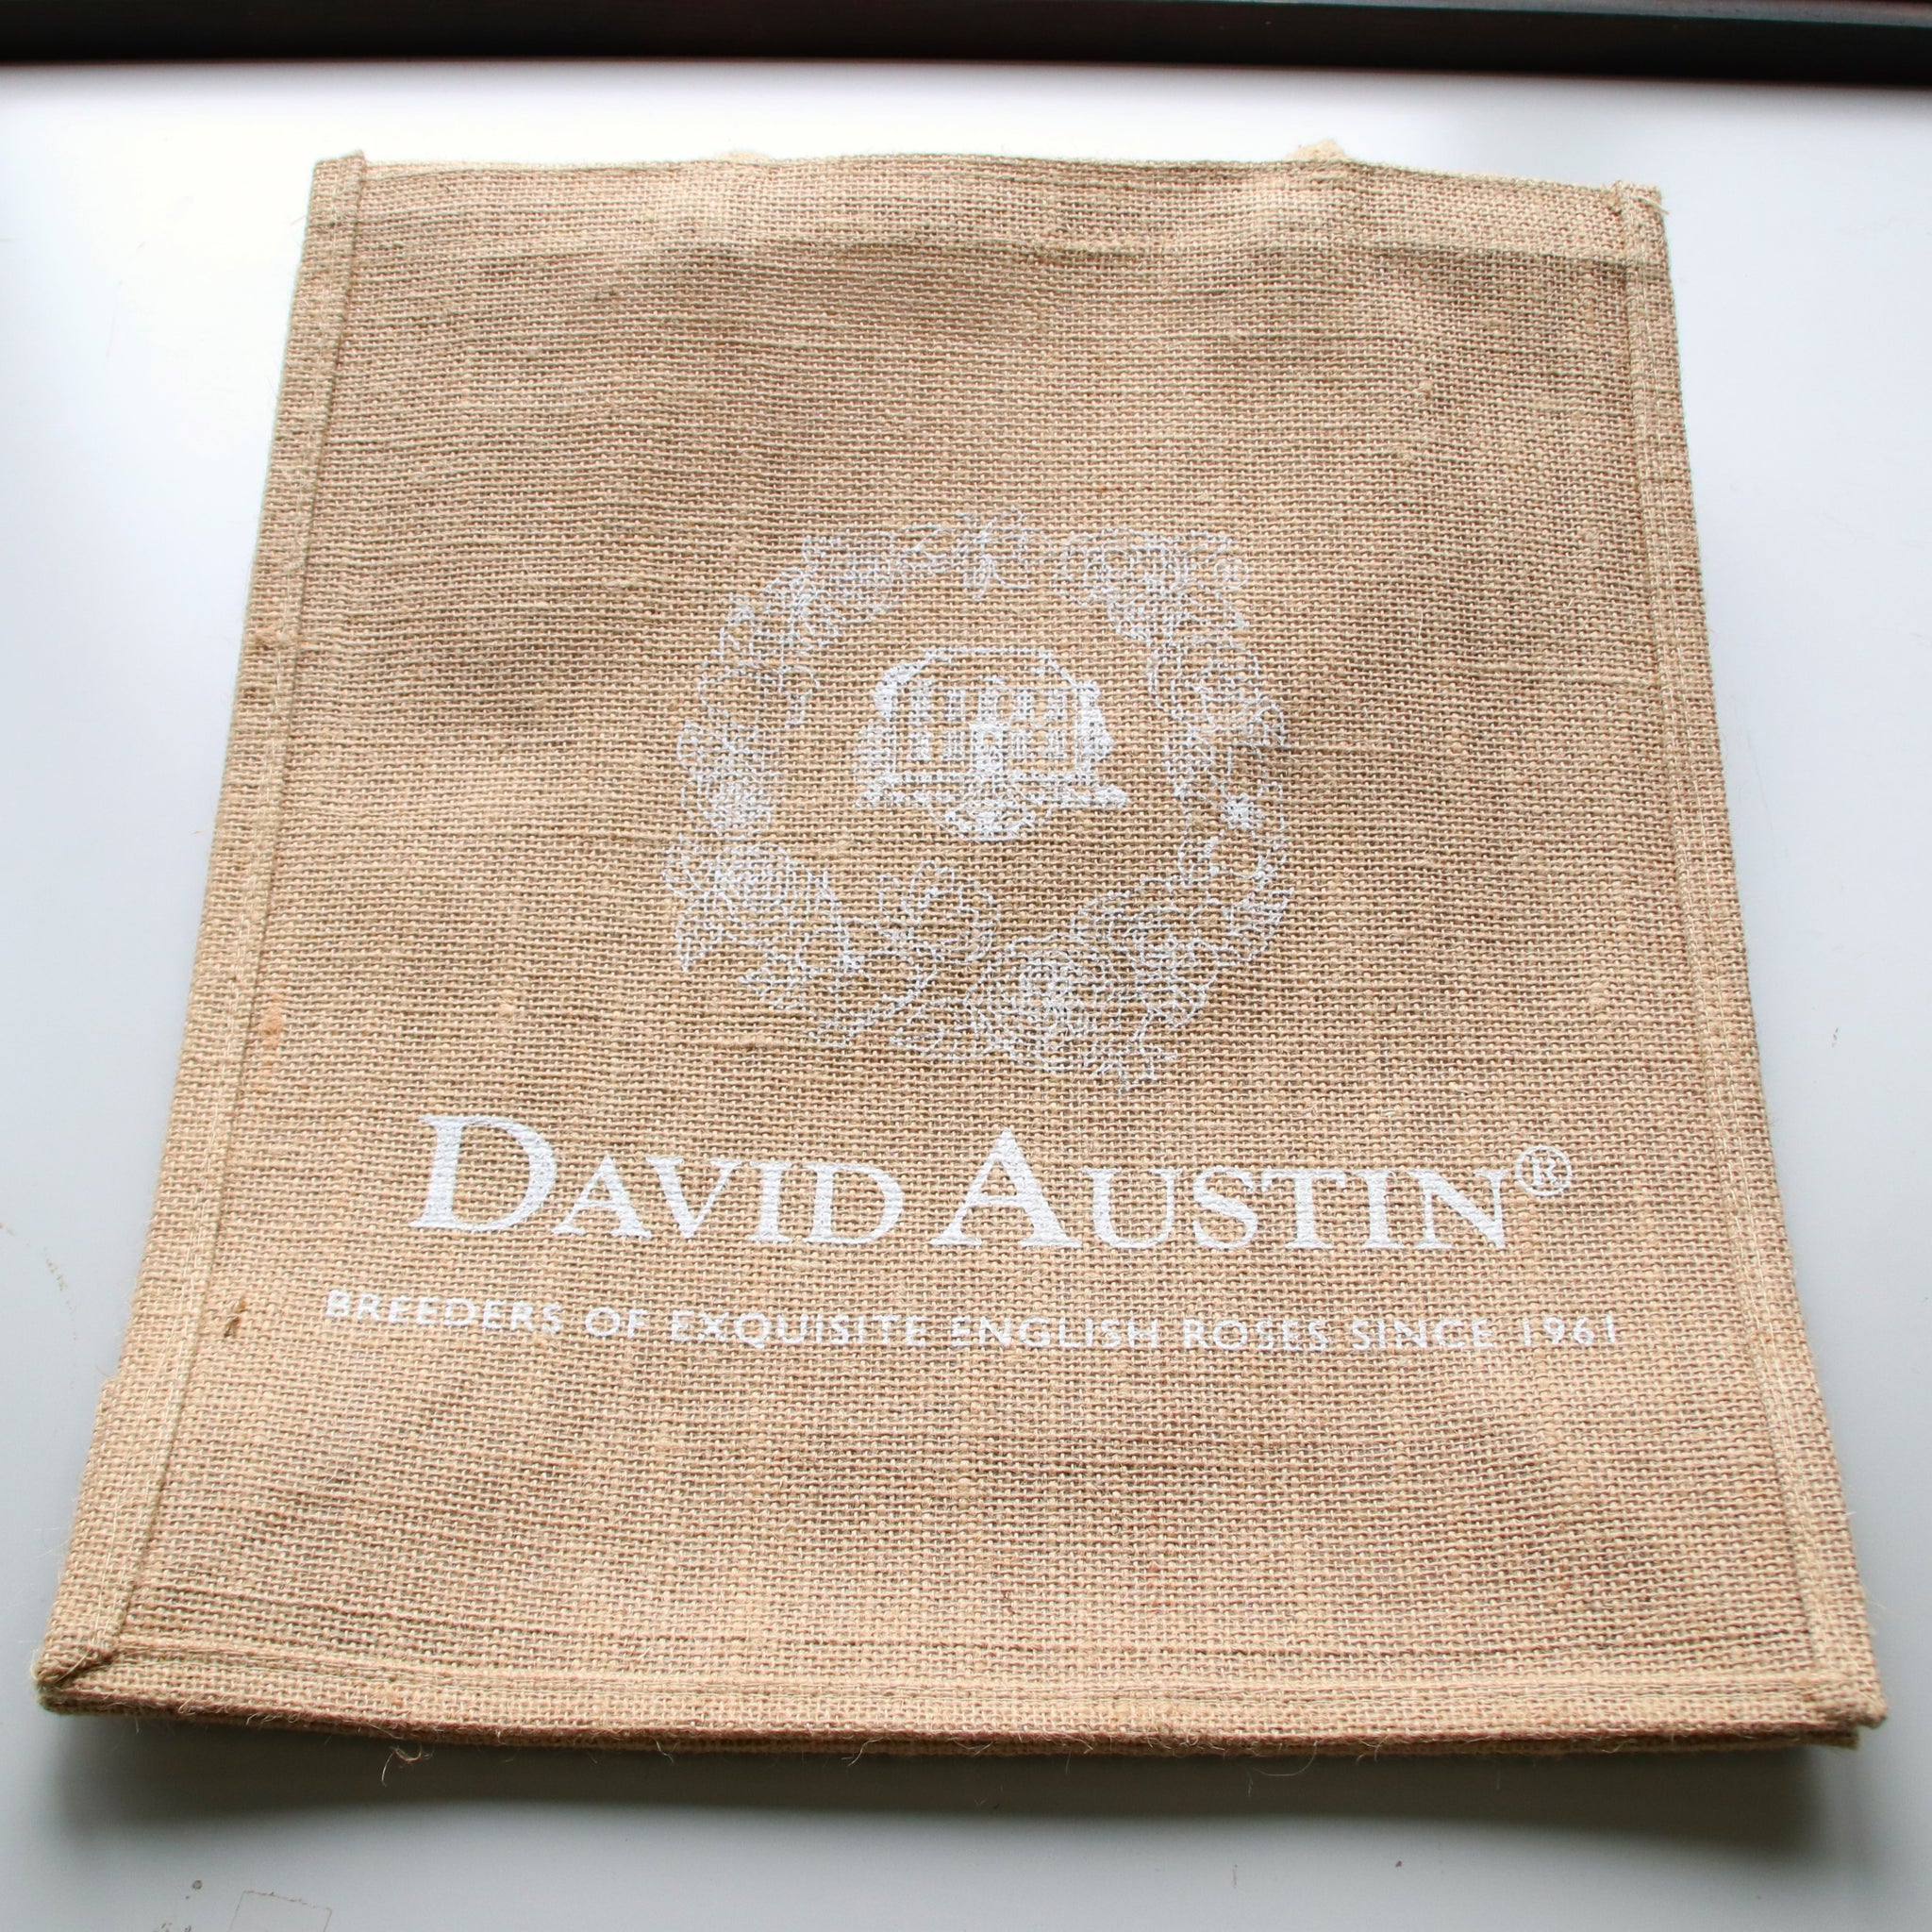 DAVID AUSTIN®
BREEDERS OF EXQUISITE ENGLISH ROSES SINCE 1961